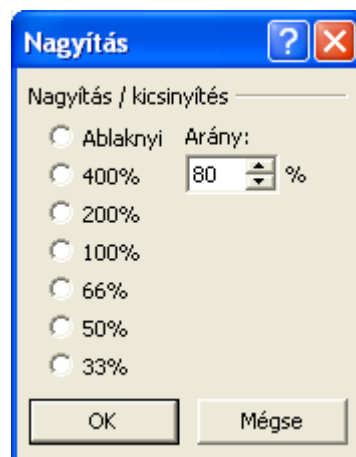 Nagyítás
Nagyítás / kicsinyítés
Ablaknyi Arány:
400% 80 %
200%
100%
66%
50%
33%
OK Mégse